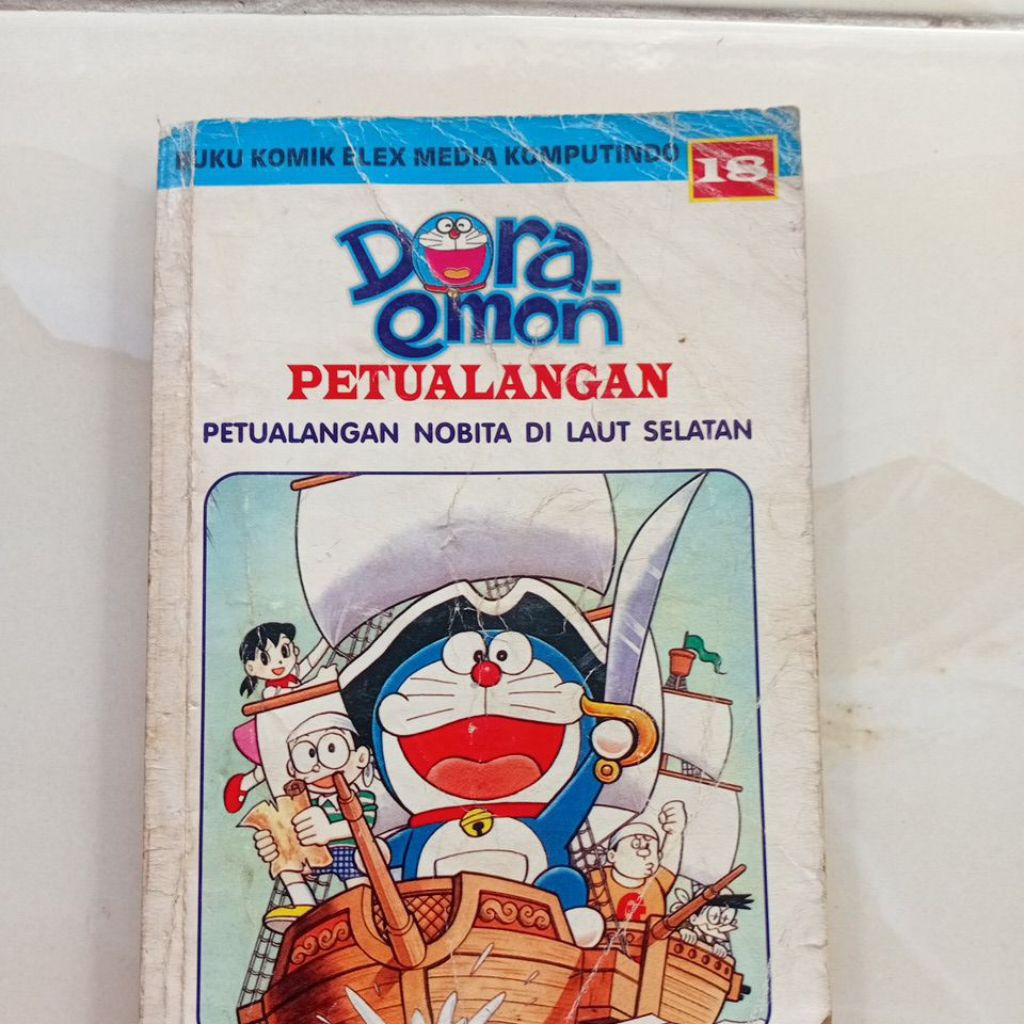 BUKU KOMIK ELEX MEDIA KOMPUTINDO
18
Dora
emon
PETUALANGAN
PETUALANGAN NOBITA DI LAUT SELATAN
G